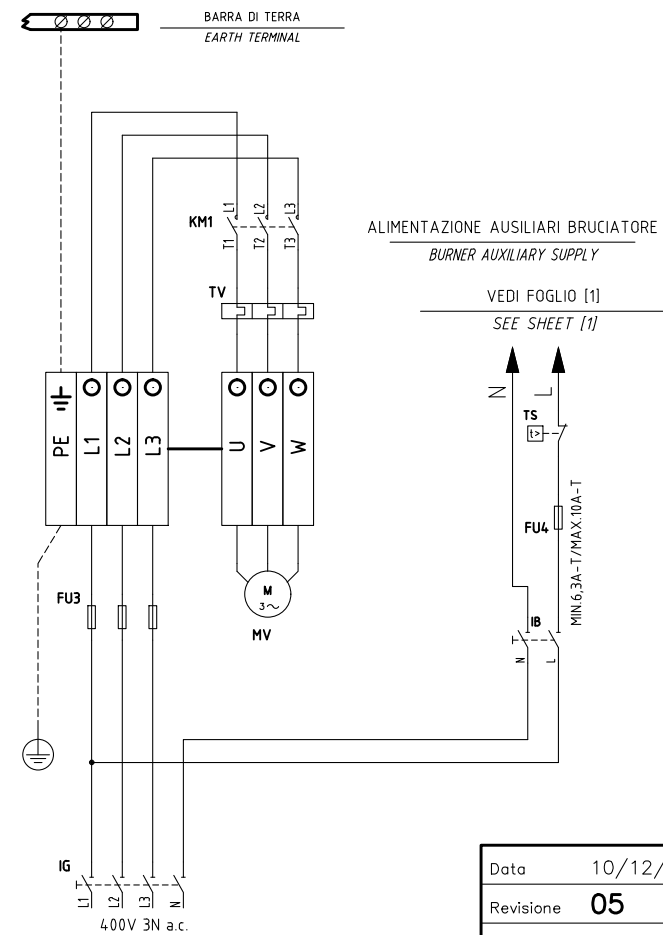 BARRA DI TERRA
EARTH TERMINAL
KM1
L1
L2
L3
T1
T2
T3
TV
ALIMENTAZIONE AUSILIARI BRUCIATORE
BURNER AUXILIARY SUPPLY
VEDI FOGLIO [1]
SEE SHEET [1]
N
L
TS
t>
PE
L1
L2
L3
U
V
W
FU4
MIN.6,3A-T/MAX.10A-T
FU3
M
3~
MV
IB
N
L
IG
L1
L2
L3
N
400V 3N a.c.
Data 10/12/
Revisione 05